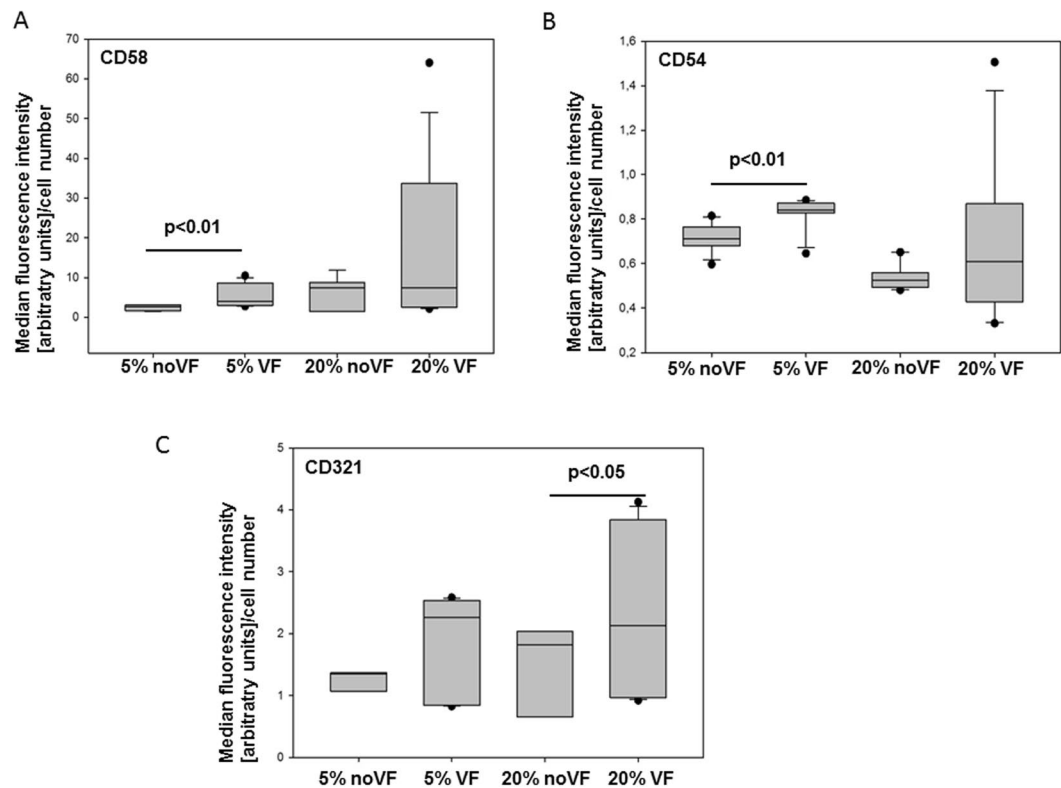 A
CD58
Median fluorescence intensity
[arbitratry units]/cell number
70
60
50
40
30
20
10
0
p<0.01
5% noVF
5% VF
20% noVF
20% VF
B
CD54
Median fluorescence intensity
[arbitratry units]/cell number
1,6
1,4
1,2
1,0
0,8
0,6
0,4
0,2
p<0.01
5% noVF
5% VF
20% noVF
20% VF
C
CD321
Median fluorescence intensity
[arbitratry units]/cell number
5
4
3
2
1
0
p<0.05
5% noVF
5% VF
20% noVF
20% VF